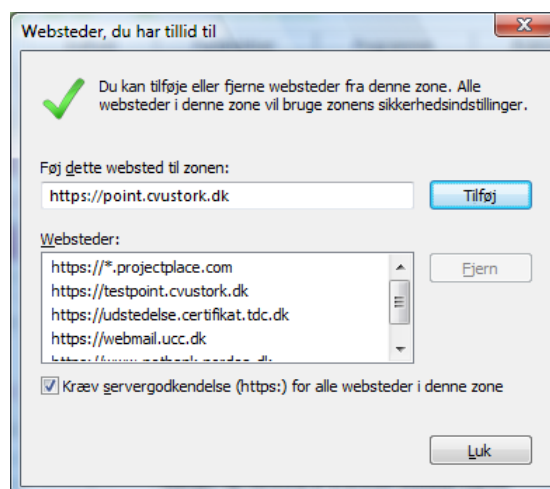 Websteder, du har tillid til
Du kan tilføje eller fjerne websteder fra denne zone. Alle
websteder i denne zone vil bruge zonens sikkerhedsindstillinger.
Føj dette websted til zonen:
https://point.cvustork.dk
Tilføj
Websteder:
https://*.projectplace.com
https://testpoint.cvustork.dk
https://udstedelse.certifikat.tdc.dk
https://webmail.ucc.dk
Fjern
Kræv servergodkendelse (https:) for alle websteder i denne zone
Luk